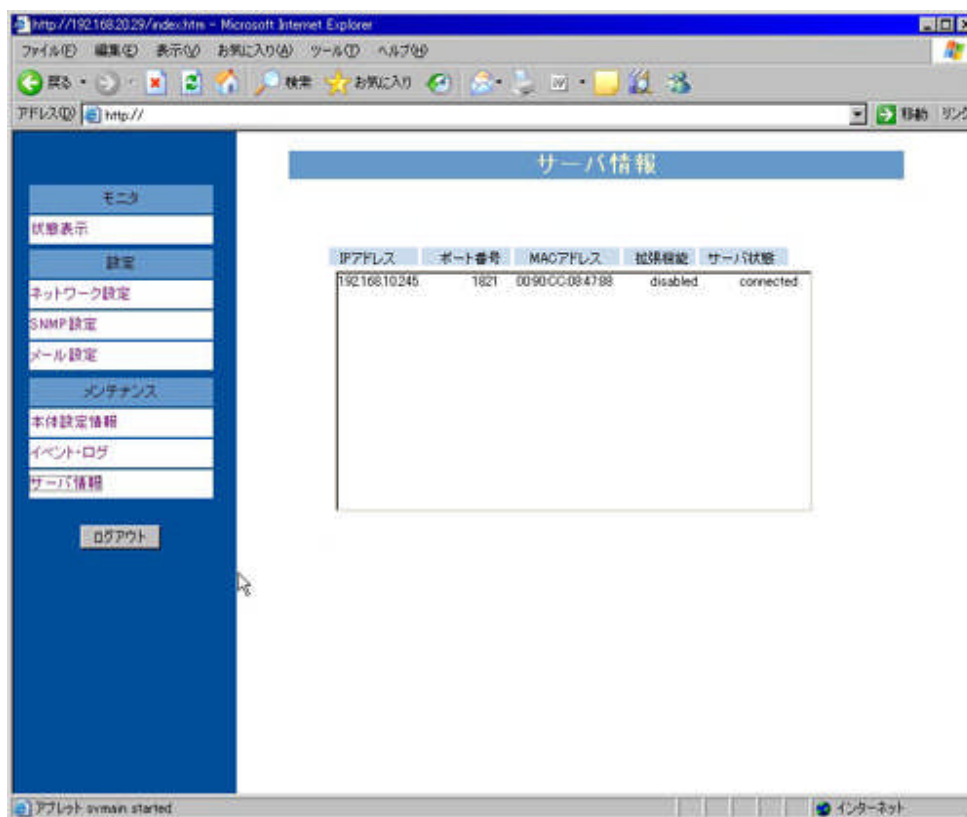 http://192.168.20.29/index.htm - Microsoft Internet Explorer
ファイル(F) 編集(E) 表示(V) お気に入り(A) ツール(T) ヘルプ(H)
戻る 検索 お気に入り
アドレス(D) http:// 移動 リンク
サーバ情報
モニタ
状態表示
設定
ネットワーク設定
SNMP設定
メール設定
メンテナンス
本体設定情報
イベント・ログ
サーバ情報
ログアウト
IPアドレス ポート番号 MACアドレス 拡張機能 サーバ状態
192.168.10.245 1821 00:90:CC:08:47:88 disabled connected
アプレット svmain started インターネット